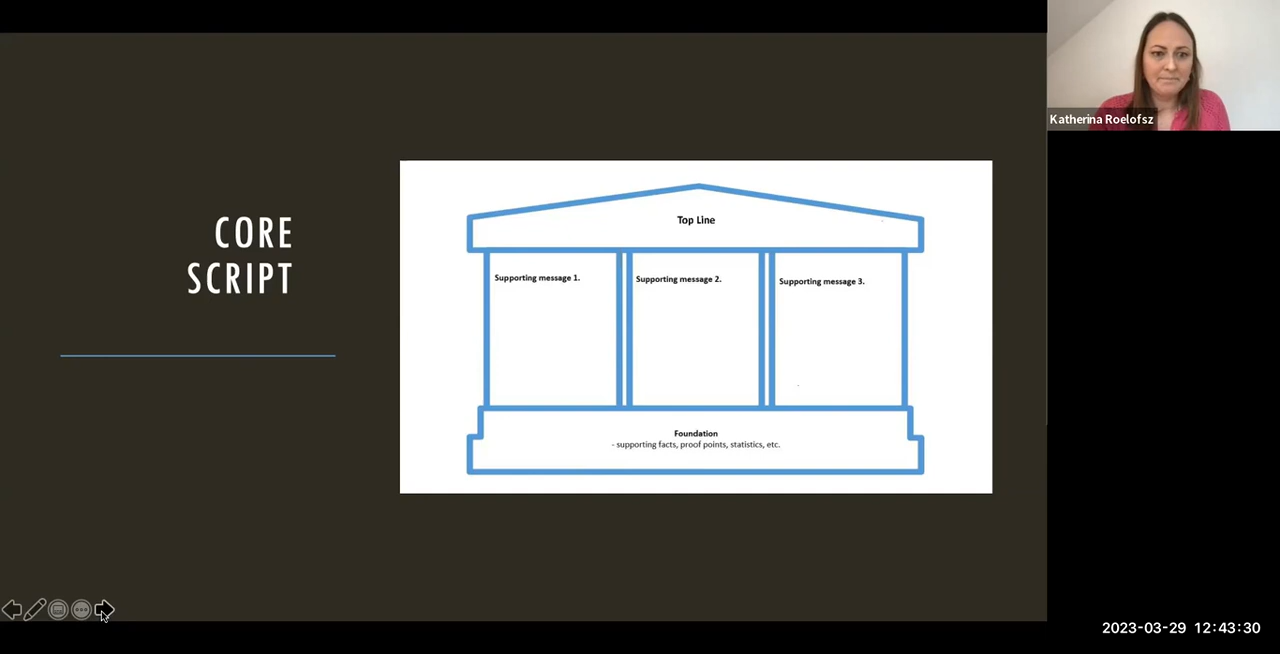 CORE
SCRIPT
Top Line
Supporting message 1.
Supporting message 2.
Supporting message 3.
Foundation
- supporting facts, proof points, statistics, etc.
Katherina Roelofsz
2023-03-29 12:43:30